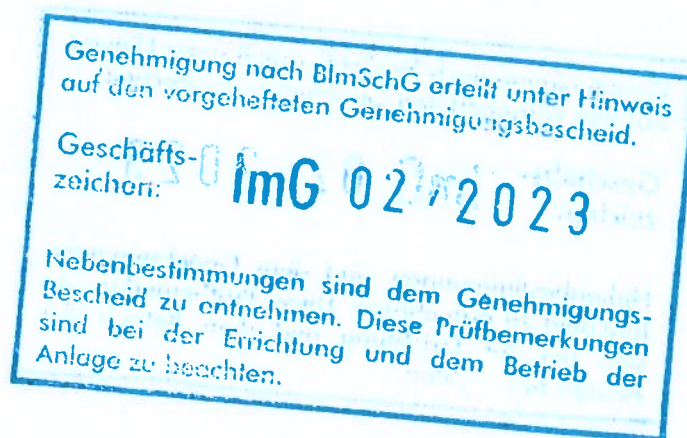 Genehmigung nach BImSchG erteilt unter Hinweis
auf den vorgehefteten Genehmigungsbescheid.
Geschäfts-
zeichen: ImG 02/2023
Nebenbestimmungen sind dem Genehmigungs-
Bescheid zu entnehmen. Diese Prüfbemerkungen
sind bei der Errichtung und dem Betrieb der
Anlage zu beachten.